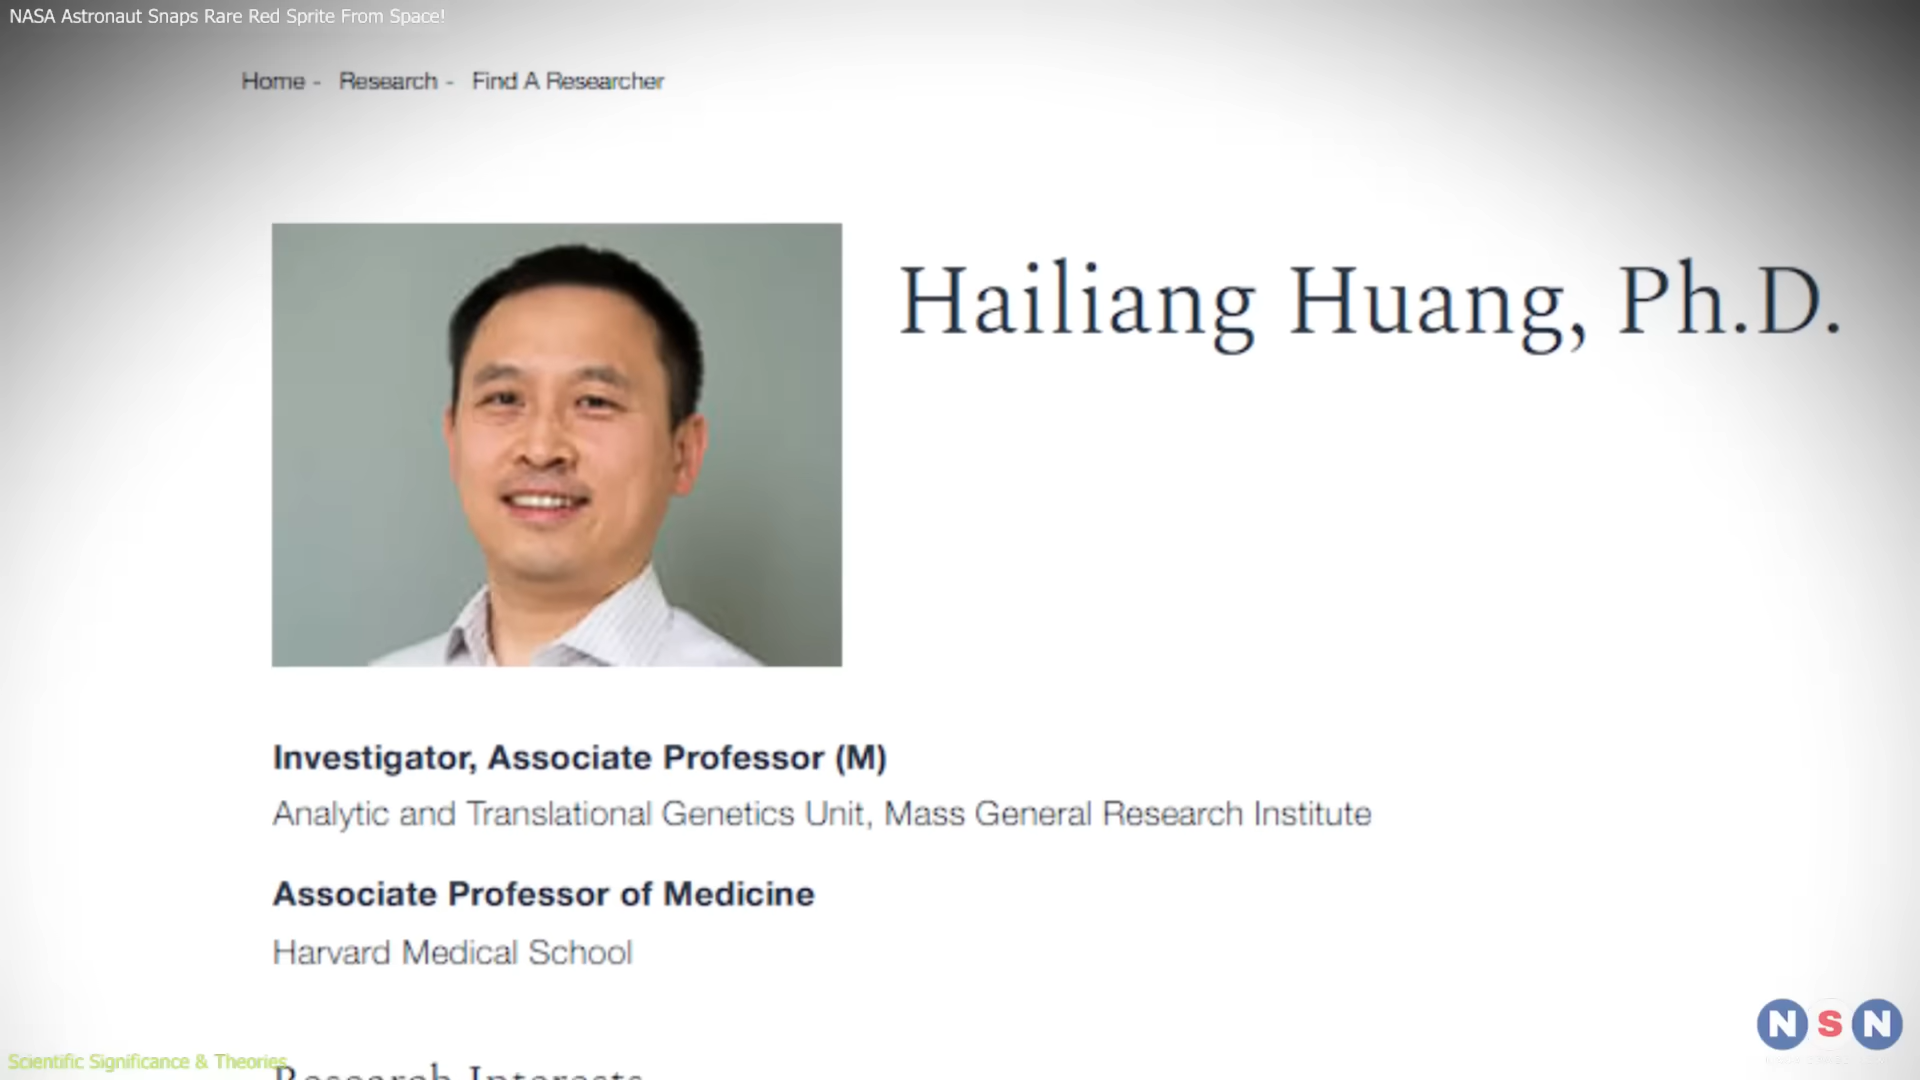 NASA Astronaut Snaps Rare Red Sprite From Space!
Home - Research - Find A Researcher
Hailiang Huang, Ph.D.
Investigator, Associate Professor (M)
Analytic and Translational Genetics Unit, Mass General Research Institute
Associate Professor of Medicine
Harvard Medical School
Research Interests
Scientific Significance & Theories
NSN